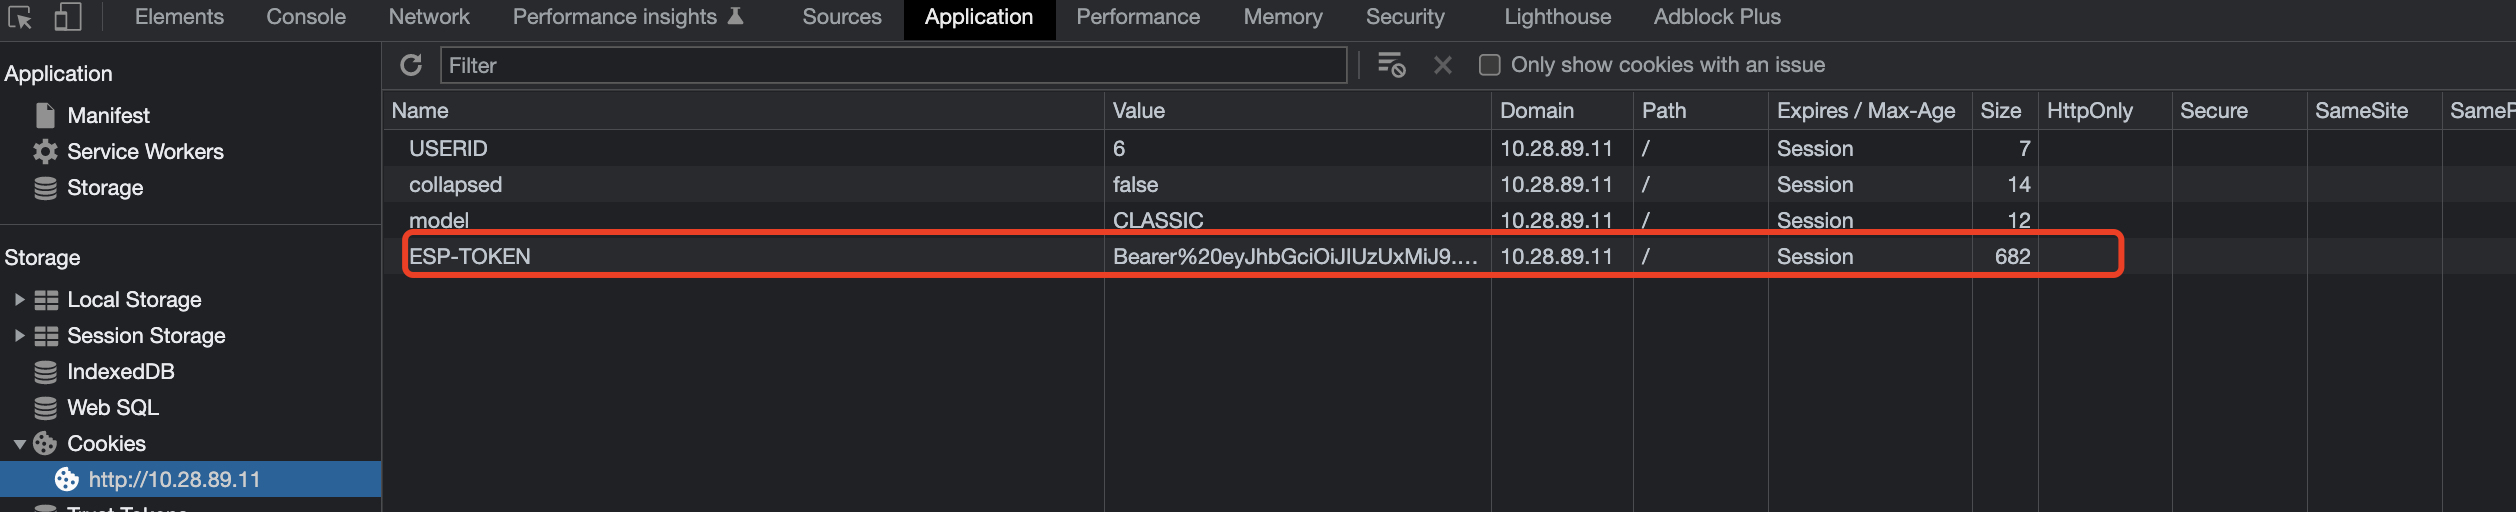 Elements Console Network Performance insights Sources Application Performance Memory Security Lighthouse Adblock Plus
Application
Manifest
Service Workers
Storage
Storage
Local Storage
Session Storage
IndexedDB
Web SQL
Cookies
http://10.28.89.11
Filter Only show cookies with an issue
Name Value Domain Path Expires / Max-Age Size HttpOnly Secure SameSite
USERID 6 10.28.89.11 / Session 7
collapsed false 10.28.89.11 / Session 14
model CLASSIC 10.28.89.11 / Session 12
ESP-TOKEN Bearer%20eyJhbGciOiJIUzUxMiJ9.... 10.28.89.11 / Session 682